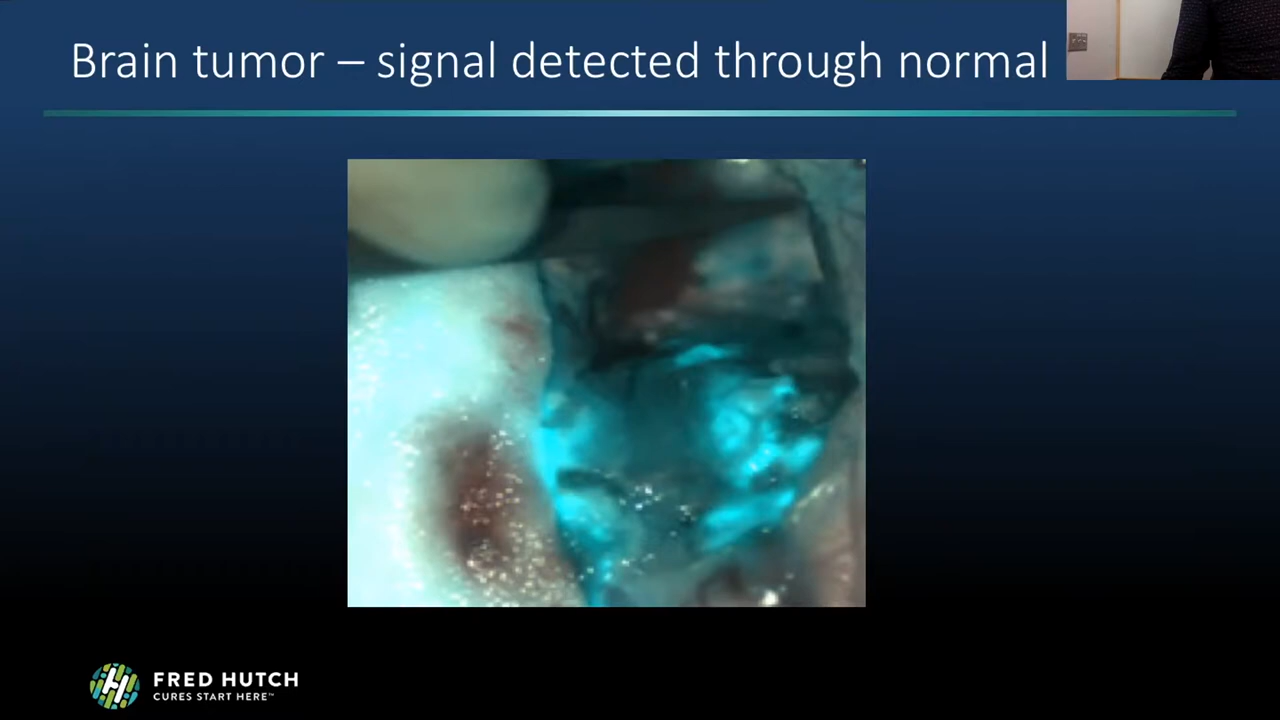 Brain tumor – signal detected through normal
FRED HUTCH
CURES START HERE™